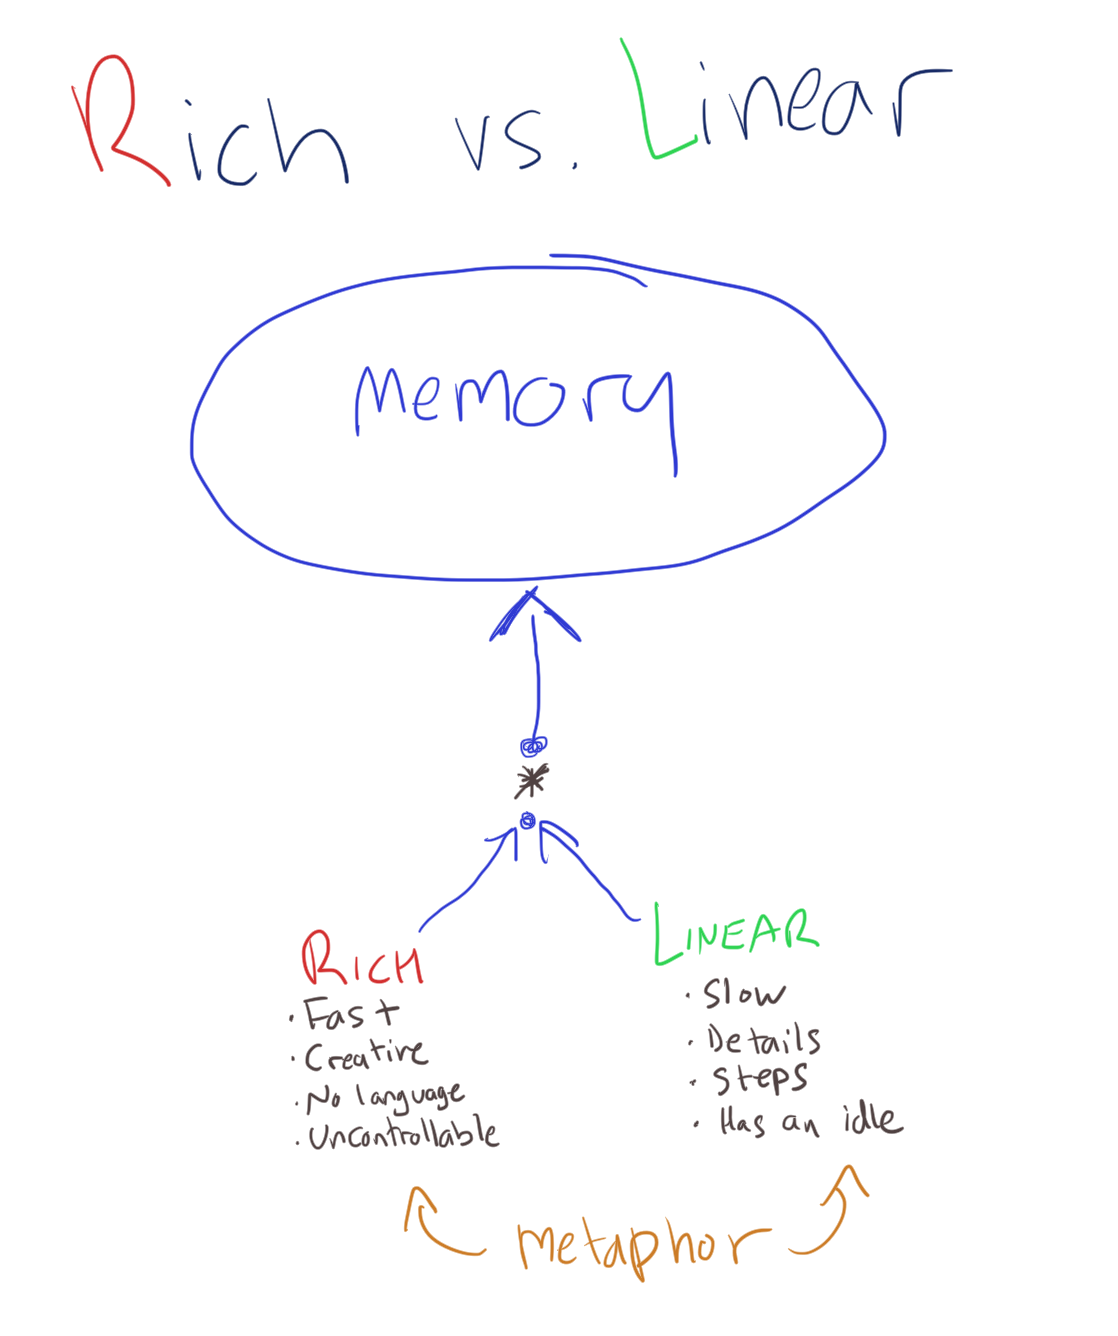 Rich vs. Linear
Memory
*
RICH
· Fast
· Creative
· No language
· Uncontrollable
LINEAR
· Slow
· Details
· Steps
· Has an idle
metaphor